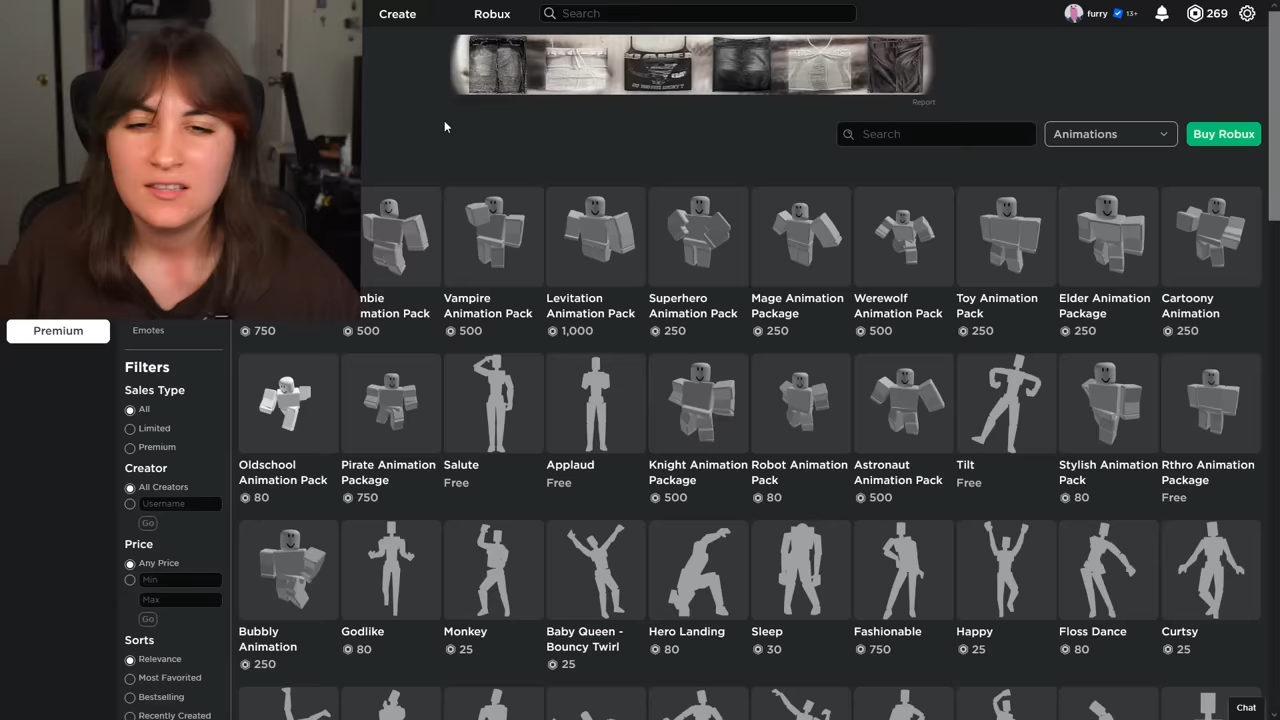 Create
Robux
Search
furry
13+
269
Report
Search
Animations
Buy Robux
mbie
mation Pack
750
500
Vampire
Animation Pack
500
Levitation
Animation Pack
1,000
Superhero
Animation Pack
250
Mage Animation
Package
250
Werewolf
Animation Pack
500
Toy Animation
Pack
250
Elder Animation
Package
250
Cartoony
Animation
250
Premium
Emotes
Filters
Sales Type
All
Limited
Premium
Creator
All Creators
Username
Go
Price
Any Price
Min
Max
Go
Sorts
Relevance
Most Favorited
Bestselling
Recently Created
Oldschool
Animation Pack
80
Pirate Animation
Package
750
Salute
Free
Applaud
Free
Knight Animation
Package
500
Robot Animation
Pack
80
Astronaut
Animation Pack
500
Tilt
Free
Stylish Animation
Pack
80
Rthro Animation
Package
Free
Bubbly
Animation
250
Godlike
80
Monkey
25
Baby Queen -
Bouncy Twirl
25
Hero Landing
80
Sleep
30
Fashionable
750
Happy
25
Floss Dance
80
Curtsy
25
Chat